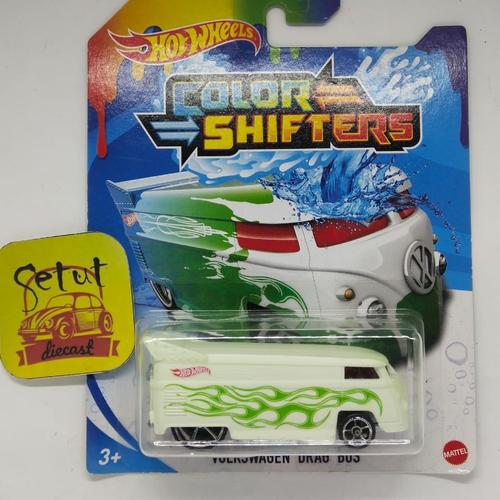 HOT WHEELS
COLOR
SHIFTERS
Setut
diecast
HOT WHEELS
3+
VOLKSWAGEN DRAG BUS
MATTEL